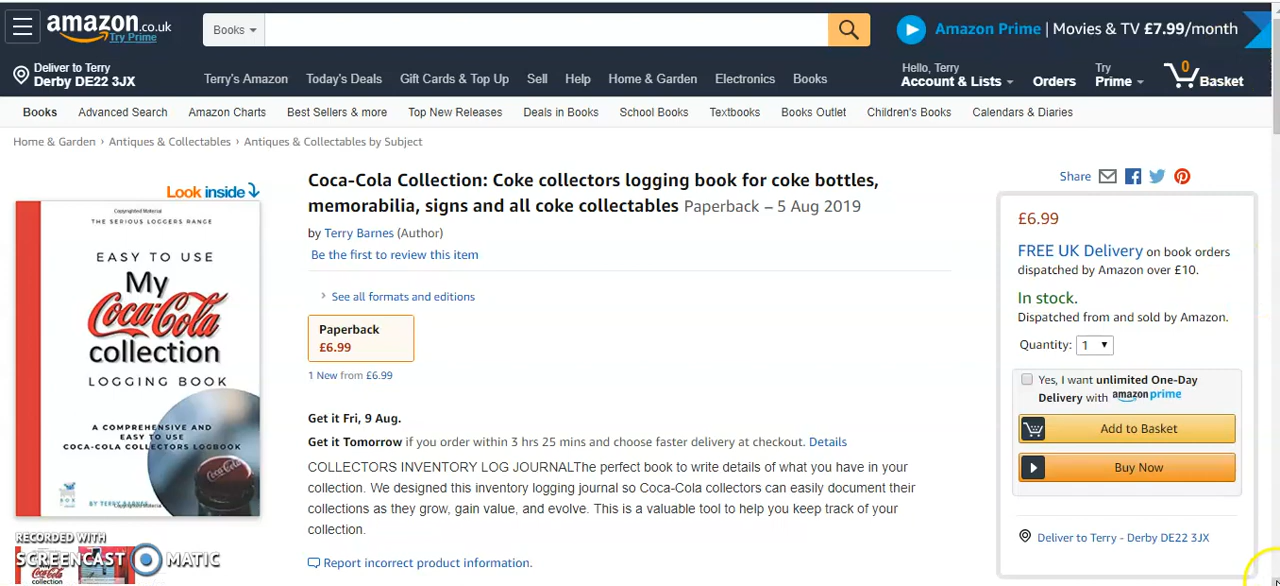 amazon.co.uk
Try Prime
Books
Amazon Prime | Movies & TV £7.99/month
Deliver to Terry
Derby DE22 3JX
Terry's Amazon Today's Deals Gift Cards & Top Up Sell Help Home & Garden Electronics Books
Hello, Terry
Account & Lists
Orders
Try
Prime
0
Basket
Books Advanced Search Amazon Charts Best Sellers & more Top New Releases Deals in Books School Books Textbooks Books Outlet Children's Books Calendars & Diaries
Home & Garden › Antiques & Collectables › Antiques & Collectables by Subject
Look inside
Copyrighted Material
THE SERIOUS LOGGERS RANGE
EASY TO USE
My
Coca-Cola
collection
LOGGING BOOK
A COMPREHENSIVE AND
EASY TO USE
COCA-COLA COLLECTORS LOGBOOK
Coca-Cola
BY TERRY BARNES
Copyrighted Material
RECORDED WITH
SCREENCAST MATIC
Coca-Cola
collection
Coca-Cola Collection: Coke collectors logging book for coke bottles,
memorabilia, signs and all coke collectables Paperback – 5 Aug 2019
by Terry Barnes (Author)
Be the first to review this item
› See all formats and editions
Paperback
£6.99
1 New from £6.99
Get it Fri, 9 Aug.
Get it Tomorrow if you order within 3 hrs 25 mins and choose faster delivery at checkout. Details
COLLECTORS INVENTORY LOG JOURNALThe perfect book to write details of what you have in your
collection. We designed this inventory logging journal so Coca-Cola collectors can easily document their
collections as they grow, gain value, and evolve. This is a valuable tool to help you keep track of your
collection.
Report incorrect product information.
Share
£6.99
FREE UK Delivery on book orders
dispatched by Amazon over £10.
In stock.
Dispatched from and sold by Amazon.
Quantity: 1
Yes, I want unlimited One-Day
Delivery with amazon prime
Add to Basket
Buy Now
Deliver to Terry - Derby DE22 3JX